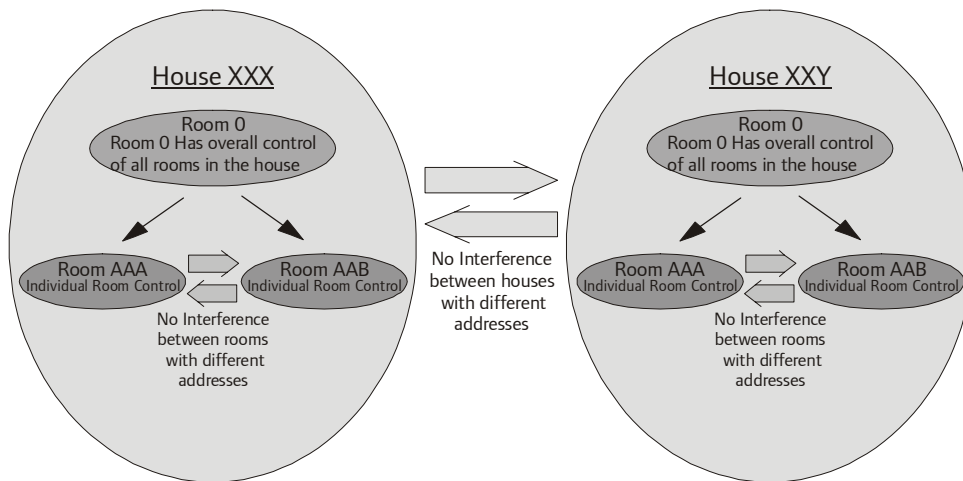 House XXX
Room 0
Room 0 Has overall control
of all rooms in the house
Room AAA
Individual Room Control
Room AAB
Individual Room Control
No Interference
between rooms
with different
addresses
No Interference
between houses
with different
addresses
House XXY
Room 0
Room 0 Has overall control
of all rooms in the house
Room AAA
Individual Room Control
Room AAB
Individual Room Control
No Interference
between rooms
with different
addresses